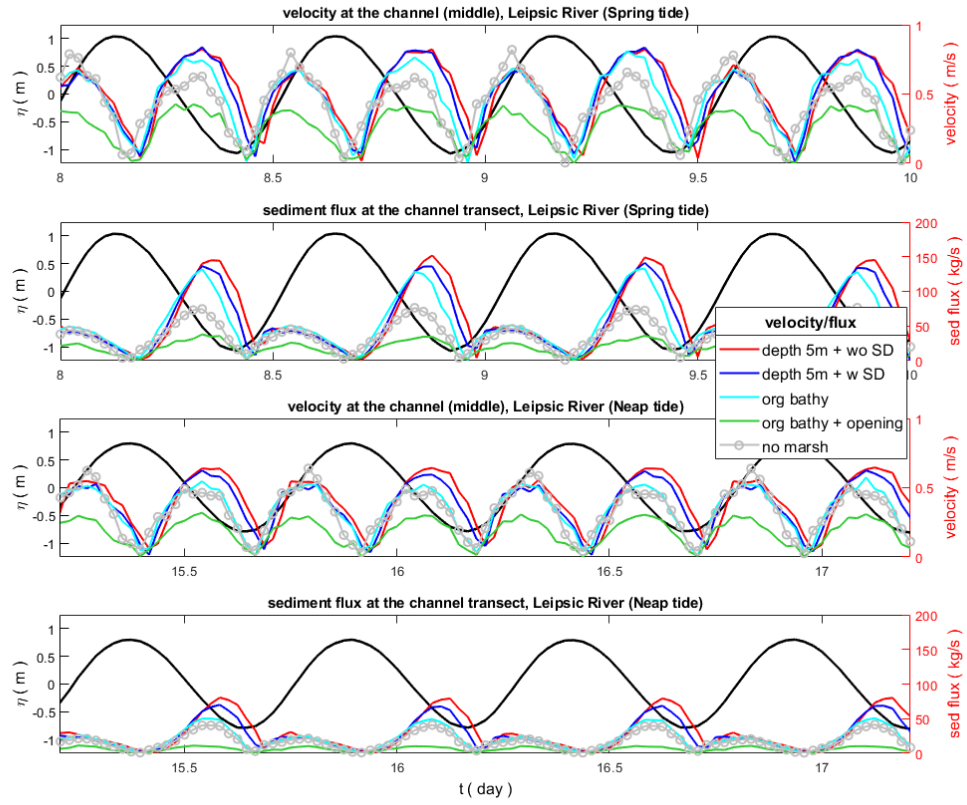 velocity at the channel (middle), Leipsic River (Spring tide)
1
0.5
0
-0.5
-1
η ( m )
1
0.5
0
velocity ( m/s )
8
8.5
9
9.5
10
sediment flux at the channel transect, Leipsic River (Spring tide)
1
0.5
0
-0.5
-1
η ( m )
200
150
100
50
0
sed flux ( kg/s )
8
8.5
9
9.5
10
velocity/flux
depth 5m + wo SD
depth 5m + w SD
org bathy
org bathy + opening
no marsh
velocity at the channel (middle), Leipsic River (Neap tide)
1
0.5
0
-0.5
-1
η ( m )
1
0.5
0
velocity ( m/s )
15.5
16
16.5
17
sediment flux at the channel transect, Leipsic River (Neap tide)
1
0.5
0
-0.5
-1
η ( m )
200
150
100
50
0
sed flux ( kg/s )
15.5
16
16.5
17
t ( day )